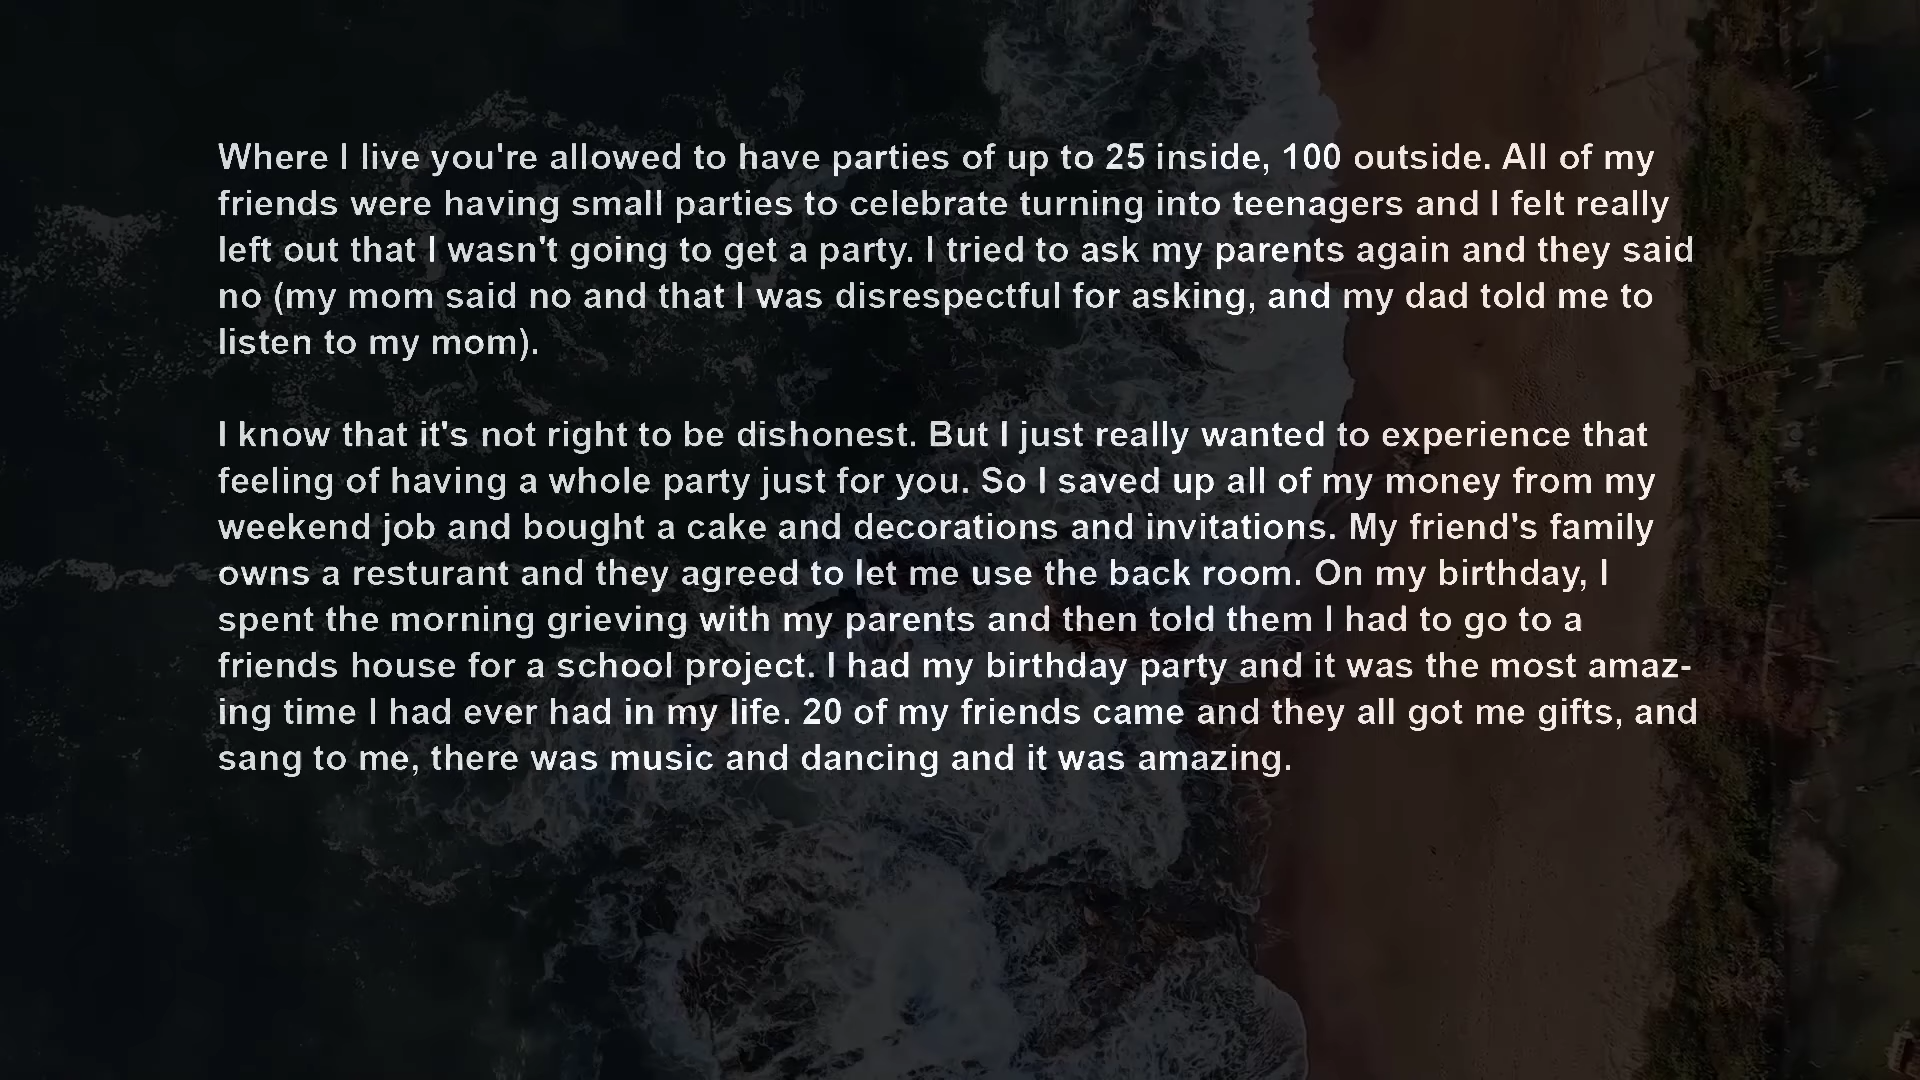 Where I live you're allowed to have parties of up to 25 inside, 100 outside. All of my
friends were having small parties to celebrate turning into teenagers and I felt really
left out that I wasn't going to get a party. I tried to ask my parents again and they said
no (my mom said no and that I was disrespectful for asking, and my dad told me to
listen to my mom).
I know that it's not right to be dishonest. But I just really wanted to experience that
feeling of having a whole party just for you. So I saved up all of my money from my
weekend job and bought a cake and decorations and invitations. My friend's family
owns a resturant and they agreed to let me use the back room. On my birthday, I
spent the morning grieving with my parents and then told them I had to go to a
friends house for a school project. I had my birthday party and it was the most amaz-
ing time I had ever had in my life. 20 of my friends came and they all got me gifts, and
sang to me, there was music and dancing and it was amazing.